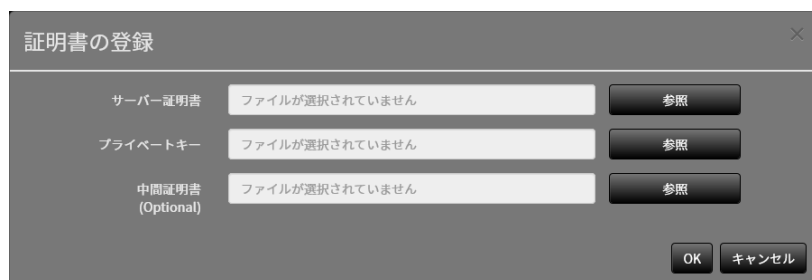 証明書の登録
×
サーバー証明書 ファイルが選択されていません 参照
プライベートキー ファイルが選択されていません 参照
中間証明書 ファイルが選択されていません 参照
(Optional)
OK キャンセル